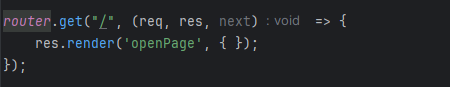 router.get("/", (req, res, next) : void => {
    res.render('openPage', { });
});